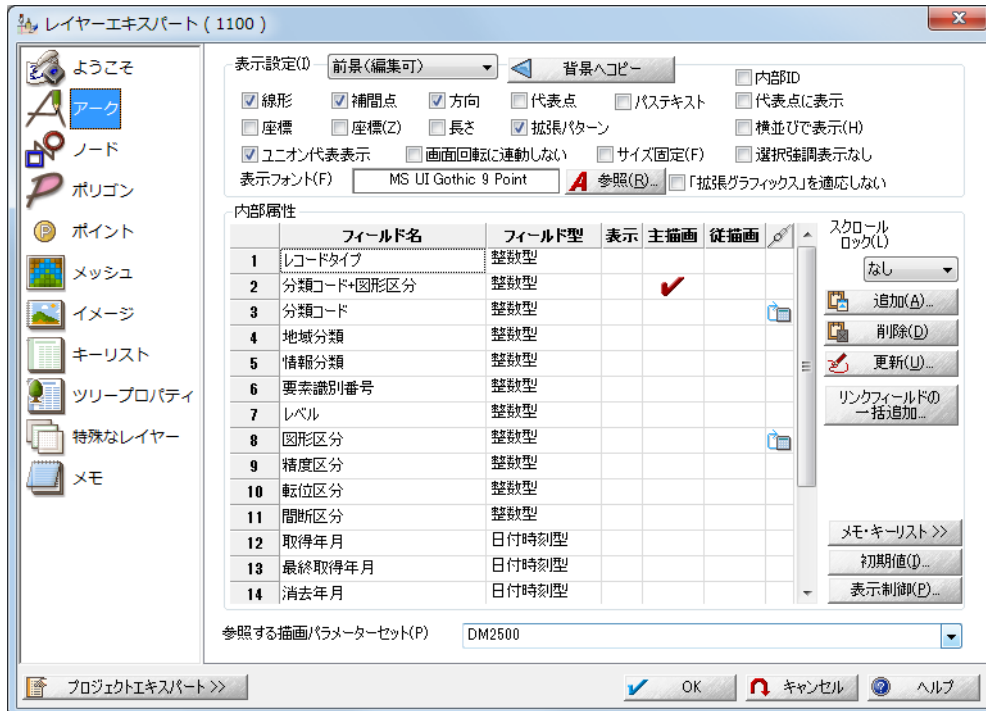 レイヤーエキスパート ( 1100 )
ようこそ
アーク
ノード
ポリゴン
ポイント
メッシュ
イメージ
キーリスト
ツリープロパティ
特殊なレイヤー
メモ
表示設定(I) 前景(編集可) 背景へコピー 内部ID
線形 補間点 方向 代表点 パステキスト 代表点に表示
座標 座標(Z) 長さ 拡張パターン 横並びで表示(H)
ユニオン代表表示 画面回転に連動しない サイズ固定(F) 選択強調表示なし
表示フォント(F) MS UI Gothic 9 Point A 参照(R)... 「拡張グラフィックス」を適応しない
内部属性
フィールド名 フィールド型 表示 主描画 従描画
1 レコードタイプ 整数型
2 分類コード+図形区分 整数型
3 分類コード 整数型
4 地域分類 整数型
5 情報分類 整数型
6 要素識別番号 整数型
7 レベル 整数型
8 図形区分 整数型
9 精度区分 整数型
10 転位区分 整数型
11 間断区分 整数型
12 取得年月 日付時刻型
13 最終取得年月 日付時刻型
14 消去年月 日付時刻型
スクロール
ロック(L)
なし
追加(A)...
削除(D)
更新(U)...
リンクフィールドの
一括追加...
メモ・キーリスト >>
初期値(I)...
表示制御(P)...
参照する描画パラメーターセット(P) DM2500
プロジェクトエキスパート >> OK キャンセル ヘルプ